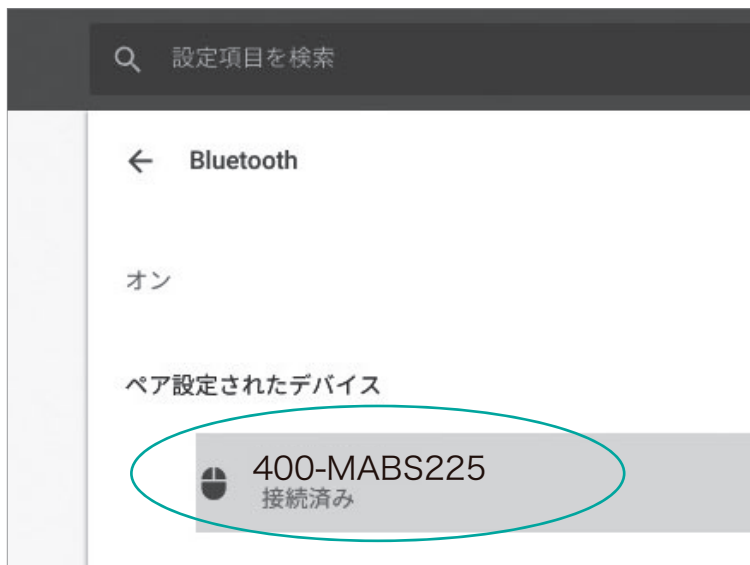 設定項目を検索
Bluetooth
オン
ペア設定されたデバイス
400-MABS225
接続済み